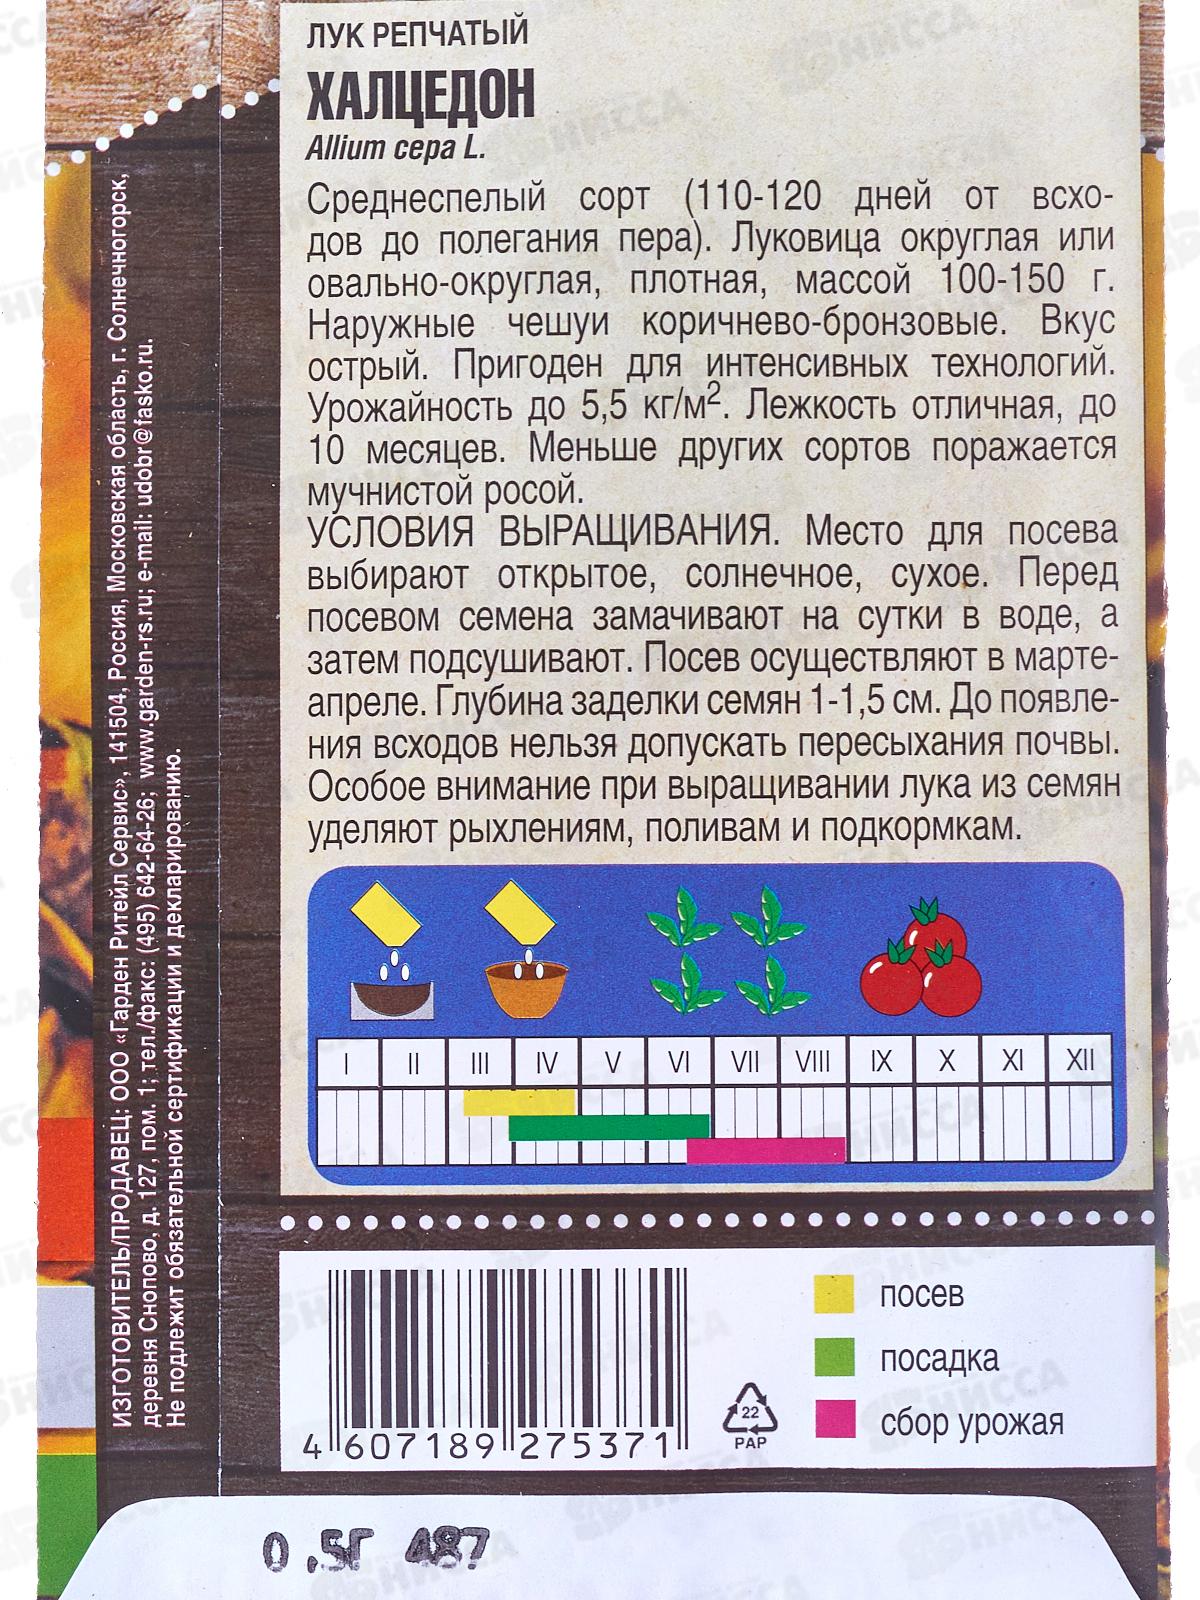 ЛУК РЕПЧАТЫЙ
ХАЛЦЕДОН
Allium cepa L.
Среднеспелый сорт (110-120 дней от всхо-
дов до полегания пера). Луковица округлая или
овально-округлая, плотная, массой 100-150 г.
Наружные чешуи коричнево-бронзовые. Вкус
острый. Пригоден для интенсивных технологий.
Урожайность до 5,5 кг/м². Лежкость отличная, до
10 месяцев. Меньше других сортов поражается
мучнистой росой.
УСЛОВИЯ ВЫРАЩИВАНИЯ. Место для посева
выбирают открытое, солнечное, сухое. Перед
посевом семена замачивают на сутки в воде, а
затем подсушивают. Посев осуществляют в марте-
апреле. Глубина заделки семян 1-1,5 см. До появле-
ния всходов нельзя допускать пересыхания почвы.
Особое внимание при выращивании лука из семян
уделяют рыхлениям, поливам и подкормкам.
I II III IV V VI VII VIII IX X XI XII
посев
посадка
сбор урожая
4 607189 275371
22
PAP
0,5Г 487
ИЗГОТОВИТЕЛЬ/ПРОДАВЕЦ: ООО «Гарден Ритейл Сервис», 141504, Россия, Московская область, г. Солнечногорск,
деревня Снопово, д. 127, пом. 1; тел./факс: (495) 642-64-26; www.garden-rs.ru; e-mail: udobr@fasko.ru.
Не подлежит обязательной сертификации и декларированию.
НИССА